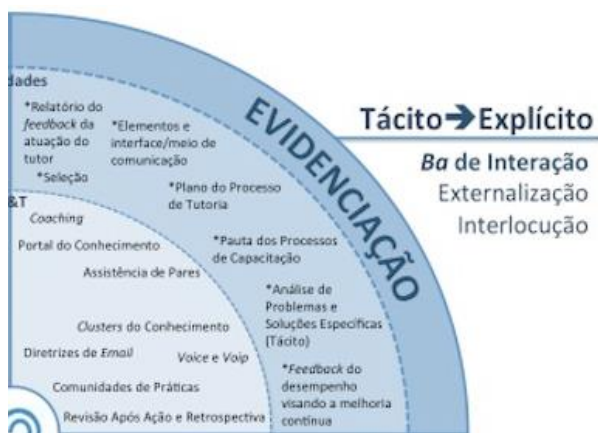 dades
*Relatório do
feedback da
atuação do
tutor
*Seleção
*Elementos e
interface/meio de
comunicação
*Plano do Processo
de Tutoria
*Pauta dos Processos
de Capacitação
*Análise de
Problemas e
Soluções Específicas
(Tácito)
*Feedback do
desempenho
visando a melhoria
contínua
&T
Coaching
Portal do Conhecimento
Assistência de Pares
Clusters do Conhecimento
Diretrizes de Email
Voice e Voip
Comunidades de Práticas
Revisão Após Ação e Retrospectiva
EVIDENCIAÇÃO
Tácito➔Explícito
Ba de Interação
Externalização
Interlocução